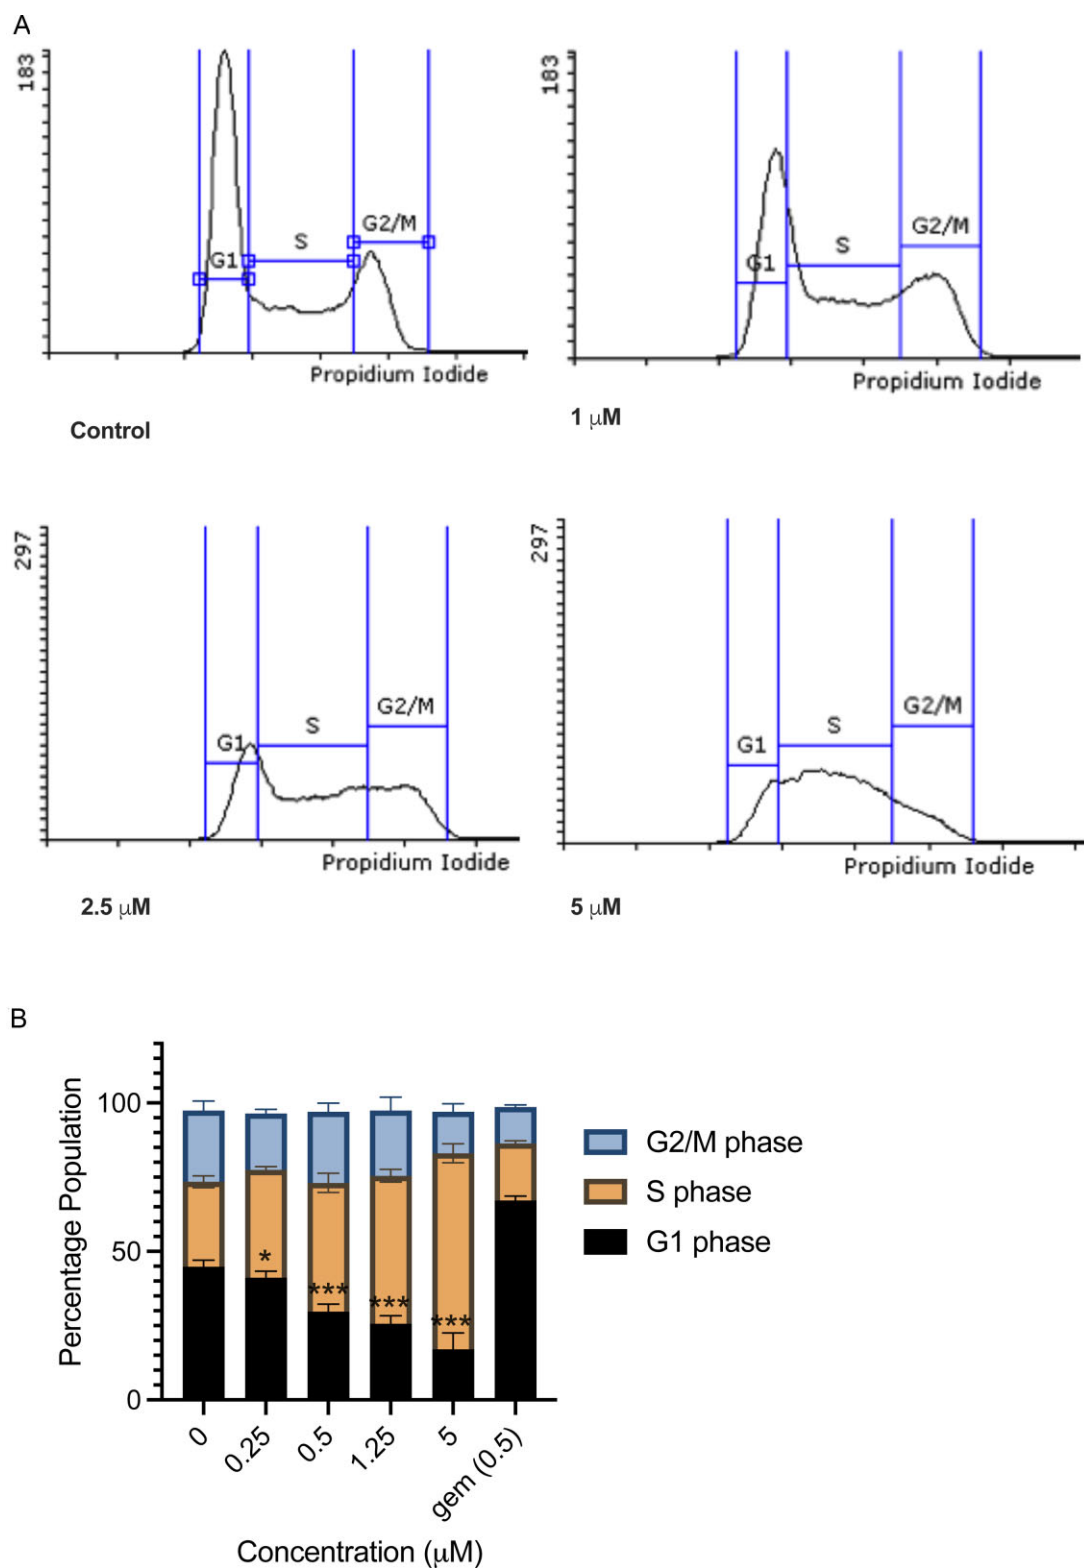 A
183
G1
S
G2/M
Propidium Iodide
Control
183
G1
S
G2/M
Propidium Iodide
1 μM
297
G1
S
G2/M
Propidium Iodide
2.5 μM
297
G1
S
G2/M
Propidium Iodide
5 μM
B
Percentage Population
100
50
0
*
***
***
***
0
0.25
0.5
1.25
5
gem (0.5)
Concentration (μM)
G2/M phase
S phase
G1 phase